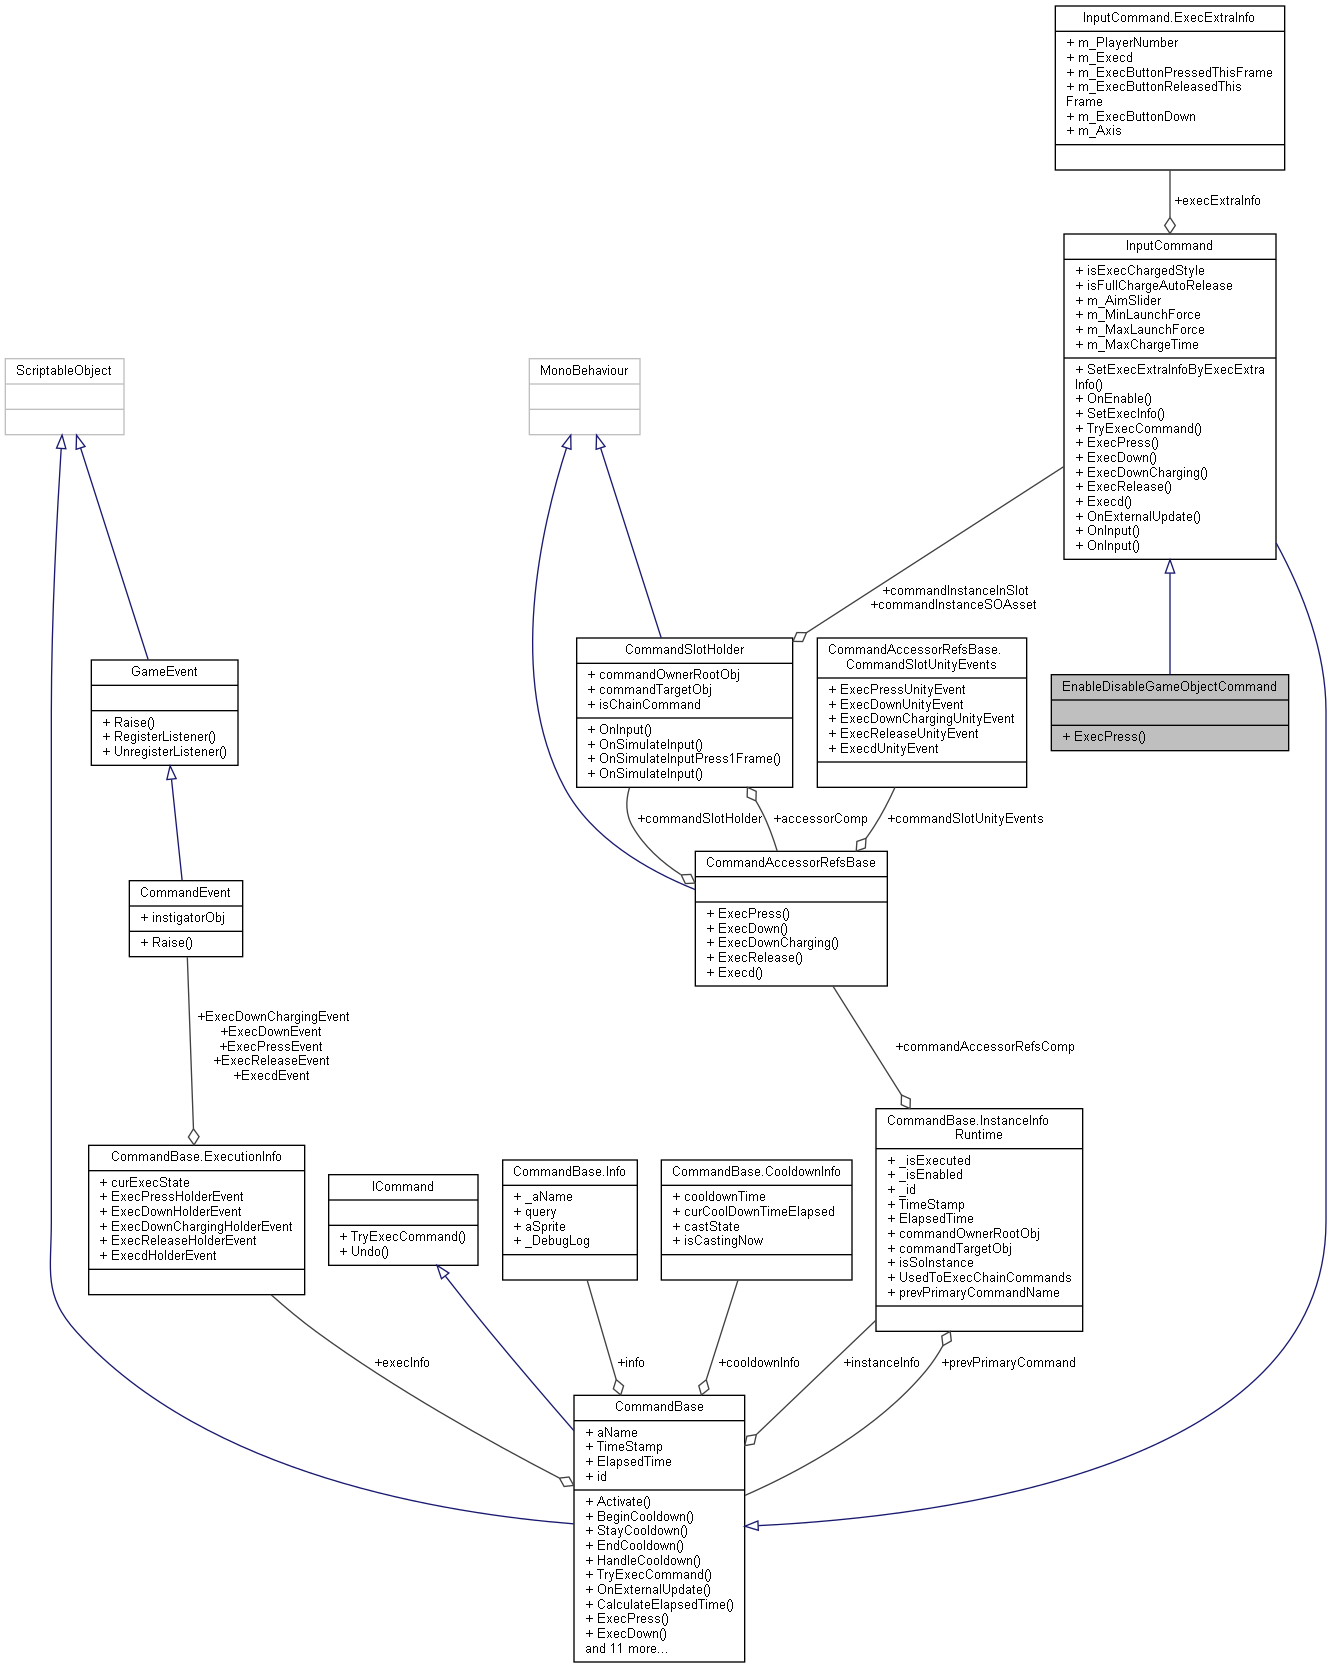 InputCommand.ExecExtraInfo
+ m_PlayerNumber
+ m_Execd
+ m_ExecButtonPressedThisFrame
+ m_ExecButtonReleasedThis
Frame
+ m_ExecButtonDown
+ m_Axis
+execExtraInfo
InputCommand
+ isExecChargedStyle
+ isFullChargeAutoRelease
+ m_AimSlider
+ m_MinLaunchForce
+ m_MaxLaunchForce
+ m_MaxChargeTime
+ SetExecExtraInfoByExecExtra
Info()
+ OnEnable()
+ SetExecInfo()
+ TryExecCommand()
+ ExecPress()
+ ExecDown()
+ ExecDownCharging()
+ ExecRelease()
+ Execd()
+ OnExternalUpdate()
+ OnInput()
+ OnInput()
ScriptableObject
MonoBehaviour
+commandInstanceInSlot
+commandInstanceSOAsset
GameEvent
+ Raise()
+ RegisterListener()
+ UnregisterListener()
CommandSlotHolder
+ commandOwnerRootObj
+ commandTargetObj
+ isChainCommand
+ OnInput()
+ OnSimulateInput()
+ OnSimulateInputPress1Frame()
+ OnSimulateInput()
CommandAccessorRefsBase.
CommandSlotUnityEvents
+ ExecPressUnityEvent
+ ExecDownUnityEvent
+ ExecDownChargingUnityEvent
+ ExecReleaseUnityEvent
+ ExecdUnityEvent
EnableDisableGameObjectCommand
+ ExecPress()
+commandSlotHolder
+accessorComp
+commandSlotUnityEvents
CommandAccessorRefsBase
+ ExecPress()
+ ExecDown()
+ ExecDownCharging()
+ ExecRelease()
+ Execd()
CommandEvent
+ instigatorObj
+ Raise()
+ExecDownChargingEvent
+ExecDownEvent
+ExecPressEvent
+ExecReleaseEvent
+ExecdEvent
+commandAccessorRefsComp
CommandBase.ExecutionInfo
+ curExecState
+ ExecPressHolderEvent
+ ExecDownHolderEvent
+ ExecDownChargingHolderEvent
+ ExecReleaseHolderEvent
+ ExecdHolderEvent
ICommand
+ TryExecCommand()
+ Undo()
CommandBase.Info
+ _aName
+ query
+ aSprite
+ _DebugLog
CommandBase.CooldownInfo
+ cooldownTime
+ curCoolDownTimeElapsed
+ castState
+ isCastingNow
CommandBase.InstanceInfo
Runtime
+ _isExecuted
+ _isEnabled
+ _id
+ TimeStamp
+ ElapsedTime
+ commandOwnerRootObj
+ commandTargetObj
+ isSoInstance
+ UsedToExecChainCommands
+ prevPrimaryCommandName
+execInfo
+info
+cooldownInfo
+instanceInfo
+prevPrimaryCommand
CommandBase
+ aName
+ TimeStamp
+ ElapsedTime
+ id
+ Activate()
+ BeginCooldown()
+ StayCooldown()
+ EndCooldown()
+ HandleCooldown()
+ TryExecCommand()
+ OnExternalUpdate()
+ CalculateElapsedTime()
+ ExecPress()
+ ExecDown()
and 11 more...